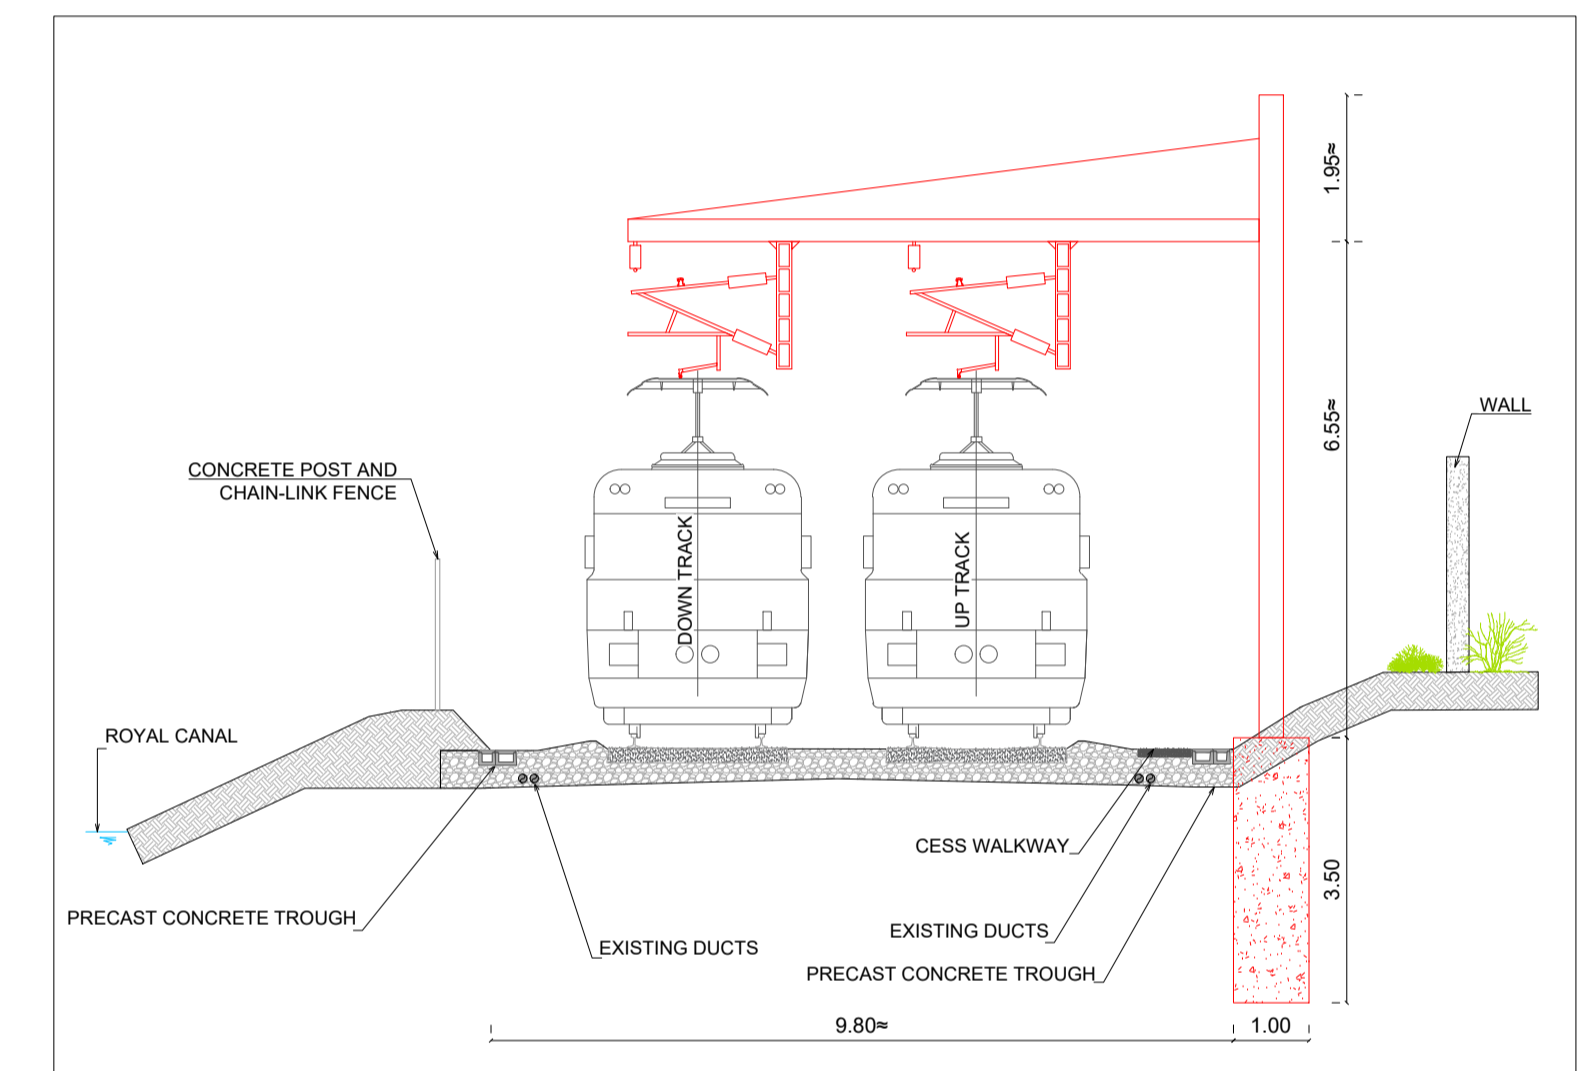 1.95≈
WALL
6.55≈
CONCRETE POST AND
CHAIN-LINK FENCE
DOWN TRACK
UP TRACK
ROYAL CANAL
CESS WALKWAY
3.50
PRECAST CONCRETE TROUGH
EXISTING DUCTS
EXISTING DUCTS
PRECAST CONCRETE TROUGH
9.80≈
1.00